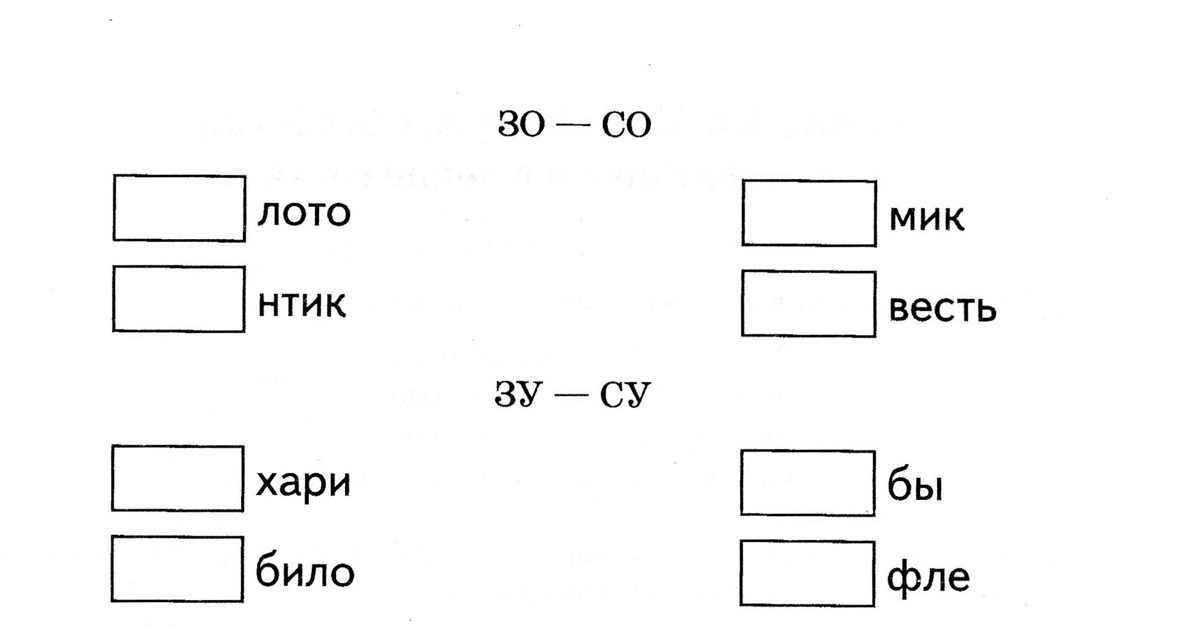 ЗО — СО
лото мик
нтик весть
ЗУ — СУ
хари бы
било фле